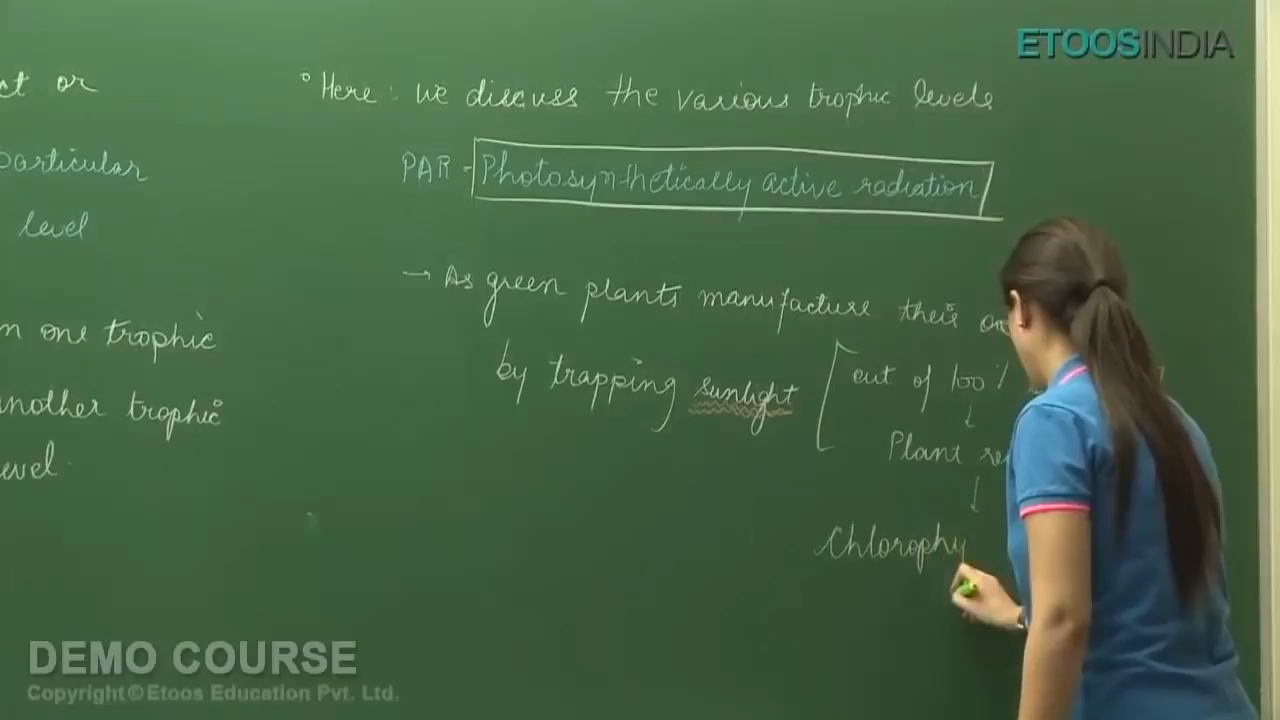 ETOOSINDIA
ct or
particular
level
n one trophic
another trophic
evel
Here : we discuss the various trophic levels
PAR - Photosynthetically active radiation
→ As green plants manufacture their
by trapping sunlight [ out of 100 %
↓
Plant
↓
Chlorophy
DEMO COURSE
Copyright © Etoos Education Pvt. Ltd.